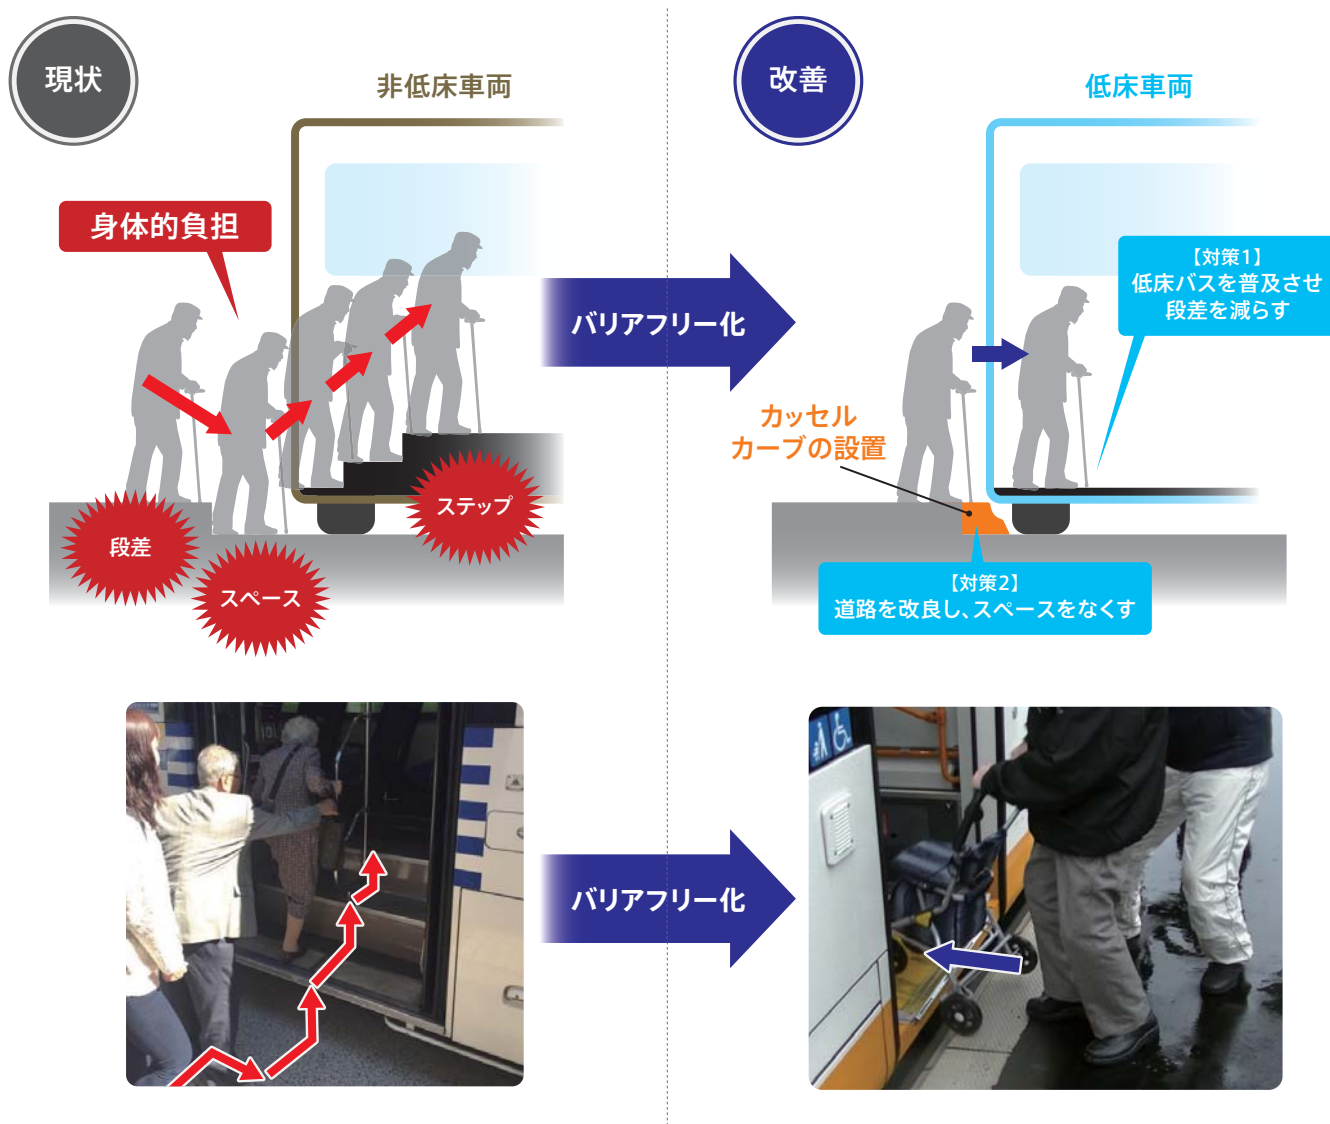 現状
非低床車両
身体的負担
段差
スペース
ステップ
バリアフリー化
改善
低床車両
【対策1】
低床バスを普及させ
段差を減らす
カッセル
カーブの設置
【対策2】
道路を改良し、スペースをなくす
バリアフリー化